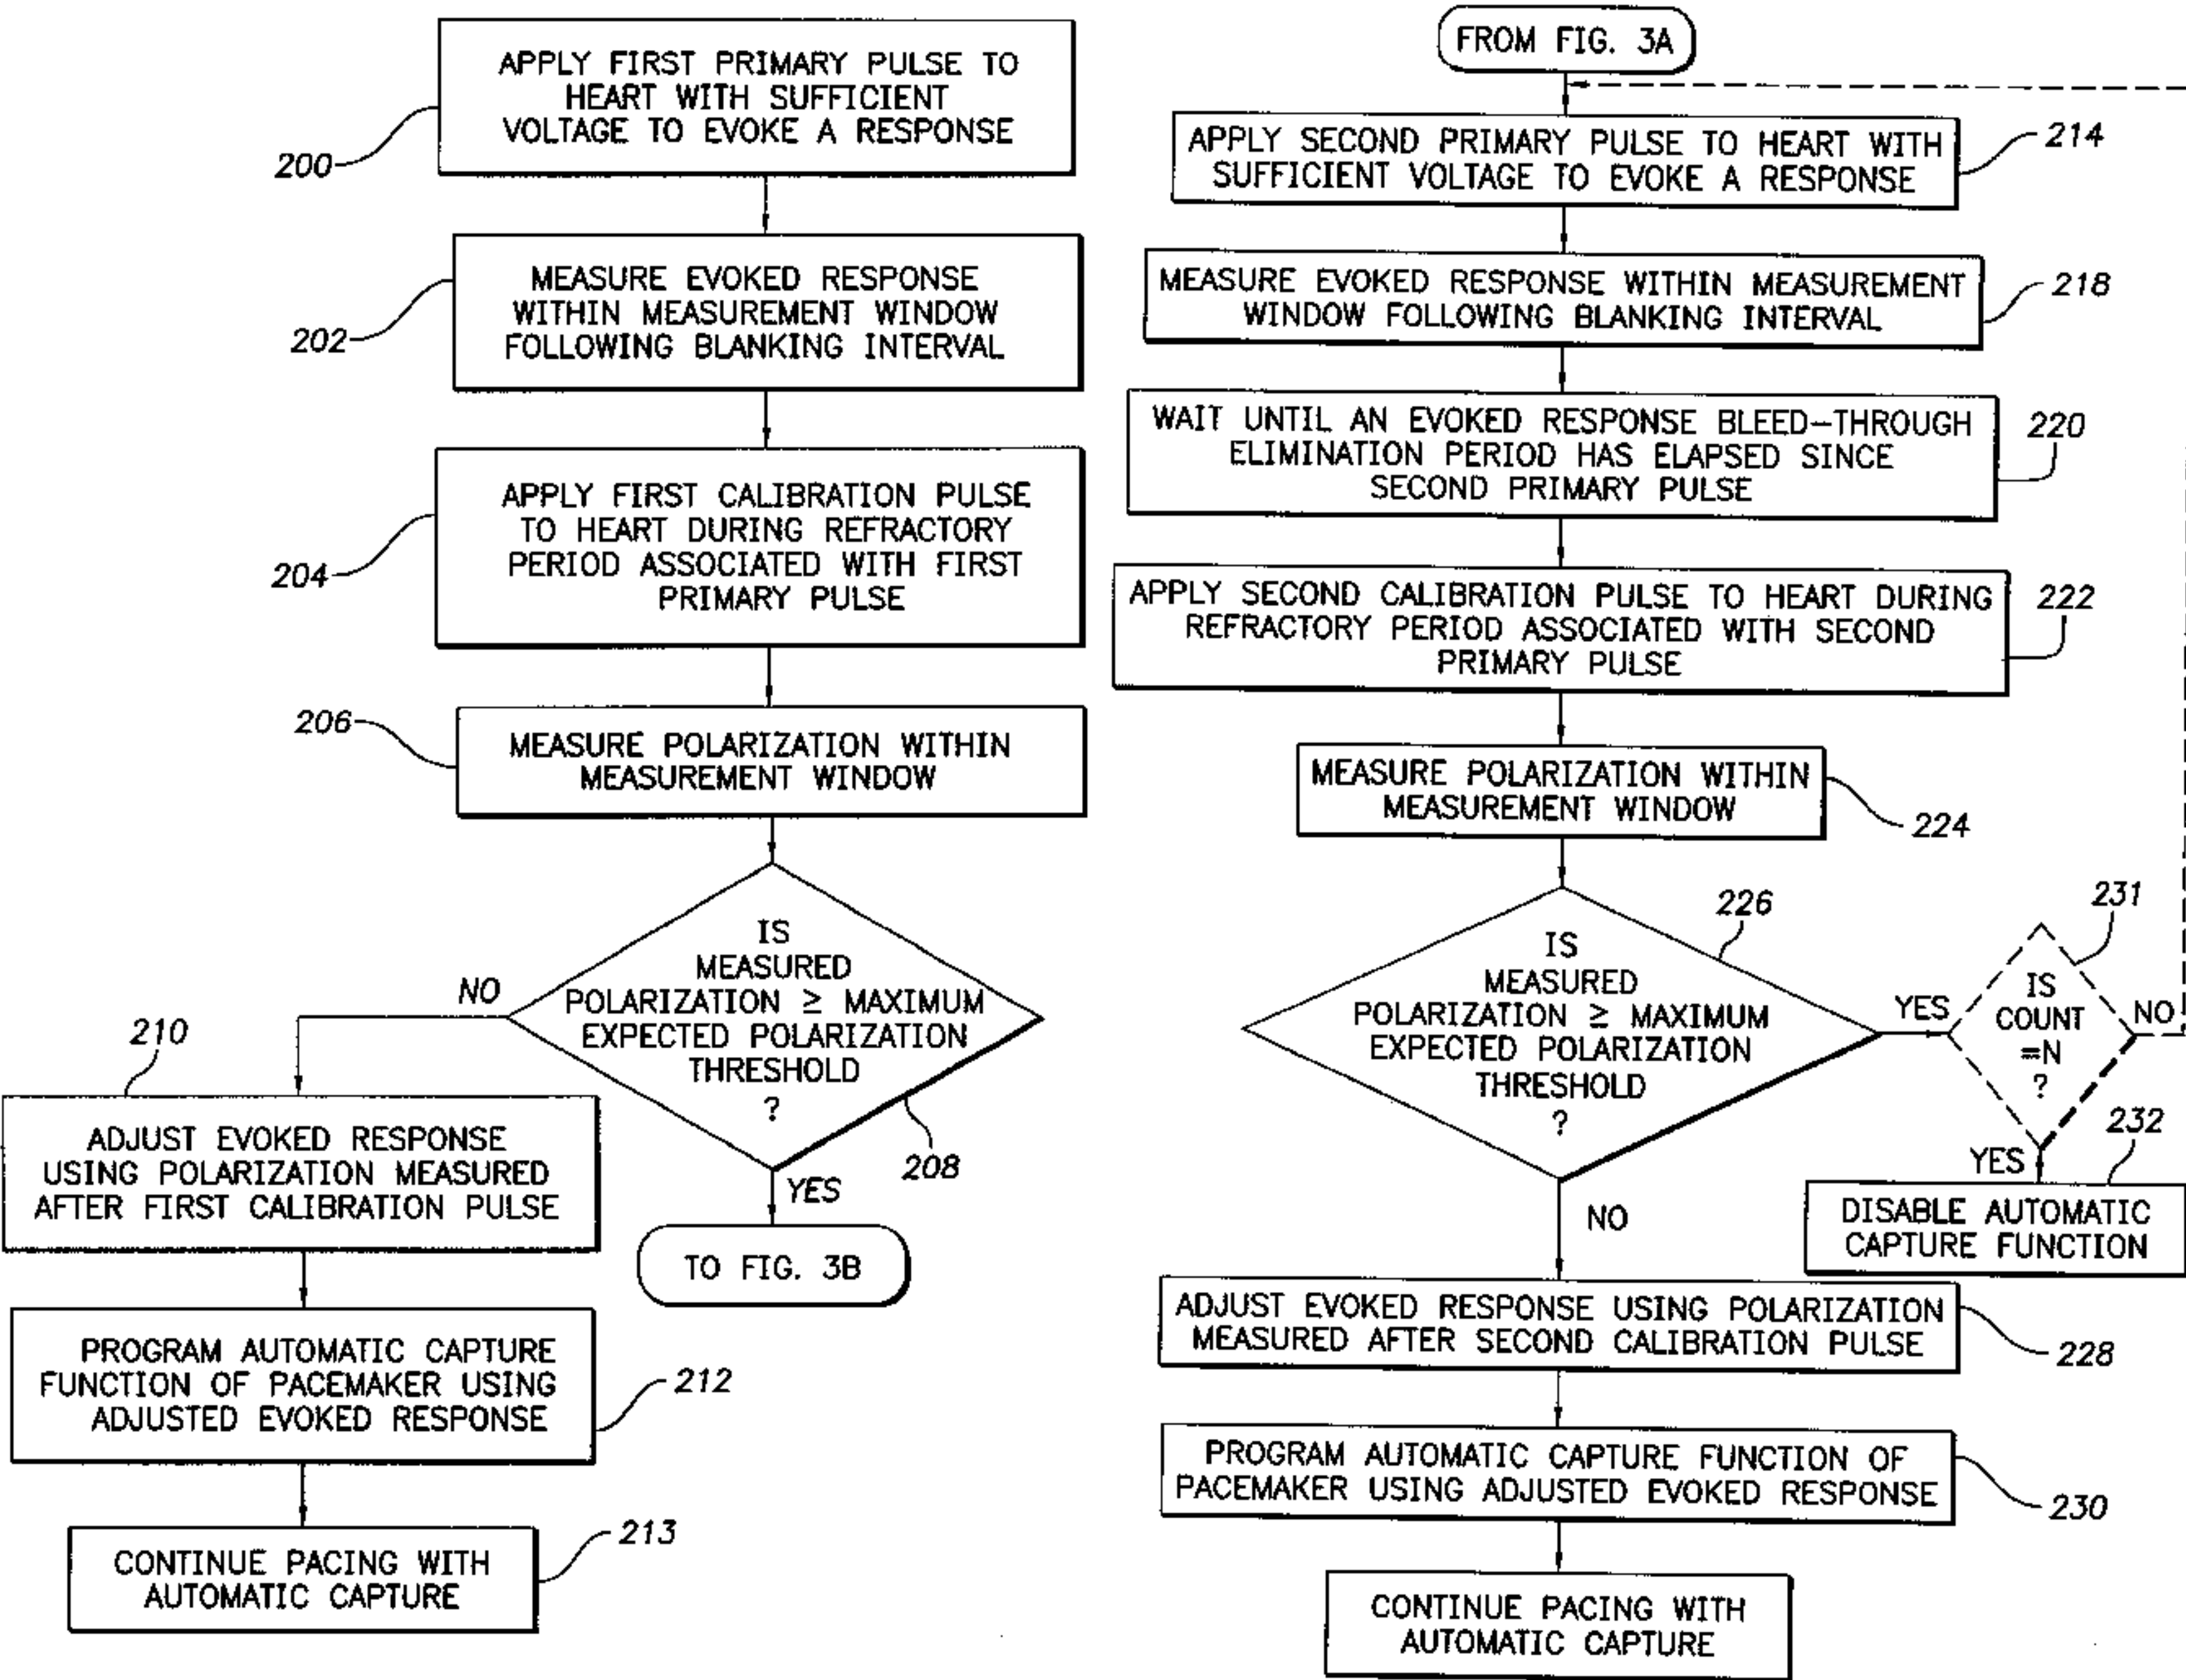 APPLY FIRST PRIMARY PULSE TO
HEART WITH SUFFICIENT
VOLTAGE TO EVOKE A RESPONSE
200
MEASURE EVOKED RESPONSE
WITHIN MEASUREMENT WINDOW
FOLLOWING BLANKING INTERVAL
202
APPLY FIRST CALIBRATION PULSE
TO HEART DURING REFRACTORY
PERIOD ASSOCIATED WITH FIRST
PRIMARY PULSE
204
206
MEASURE POLARIZATION WITHIN
MEASUREMENT WINDOW
IS
MEASURED
POLARIZATION ≥ MAXIMUM
EXPECTED POLARIZATION
THRESHOLD
?
208
NO
YES
TO FIG. 3B
210
ADJUST EVOKED RESPONSE
USING POLARIZATION MEASURED
AFTER FIRST CALIBRATION PULSE
PROGRAM AUTOMATIC CAPTURE
FUNCTION OF PACEMAKER USING
ADJUSTED EVOKED RESPONSE
212
CONTINUE PACING WITH
AUTOMATIC CAPTURE
213
FROM FIG. 3A
APPLY SECOND PRIMARY PULSE TO HEART WITH
SUFFICIENT VOLTAGE TO EVOKE A RESPONSE
214
MEASURE EVOKED RESPONSE WITHIN MEASUREMENT
WINDOW FOLLOWING BLANKING INTERVAL
218
WAIT UNTIL AN EVOKED RESPONSE BLEED-THROUGH
ELIMINATION PERIOD HAS ELAPSED SINCE
SECOND PRIMARY PULSE
220
APPLY SECOND CALIBRATION PULSE TO HEART DURING
REFRACTORY PERIOD ASSOCIATED WITH SECOND
PRIMARY PULSE
222
MEASURE POLARIZATION WITHIN
MEASUREMENT WINDOW
224
226
IS
MEASURED
POLARIZATION ≥ MAXIMUM
EXPECTED POLARIZATION
THRESHOLD
?
YES
231
IS
COUNT
=N
?
NO
YES
232
DISABLE AUTOMATIC
CAPTURE FUNCTION
NO
ADJUST EVOKED RESPONSE USING POLARIZATION
MEASURED AFTER SECOND CALIBRATION PULSE
228
PROGRAM AUTOMATIC CAPTURE FUNCTION OF
PACEMAKER USING ADJUSTED EVOKED RESPONSE
230
CONTINUE PACING WITH
AUTOMATIC CAPTURE